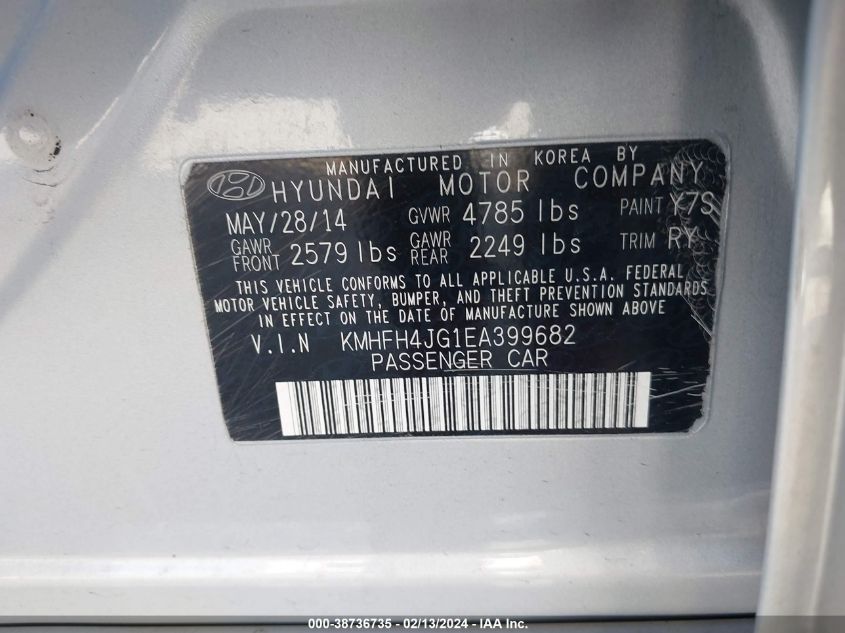 MANUFACTURED IN KOREA BY
HYUNDAI MOTOR COMPANY
MAY/28/14 GVWR 4785 lbs PAINT Y7S
GAWR FRONT 2579 lbs GAWR REAR 2249 lbs TRIM RY
THIS VEHICLE CONFORMS TO ALL APPLICABLE U.S.A. FEDERAL
MOTOR VEHICLE SAFETY, BUMPER, AND THEFT PREVENTION STANDARDS
IN EFFECT ON THE DATE OF MANUFACTURE SHOWN ABOVE
V.I.N KMHFH4JG1EA399682
PASSENGER CAR
000-38736735 - 02/13/2024 - IAA Inc.